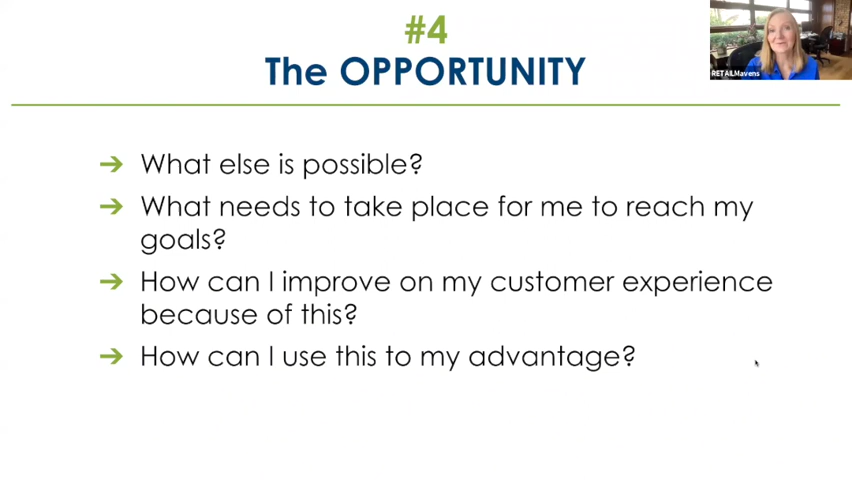 #4
The OPPORTUNITY
RETAILMavens
➔ What else is possible?
➔ What needs to take place for me to reach my
goals?
➔ How can I improve on my customer experience
because of this?
➔ How can I use this to my advantage?